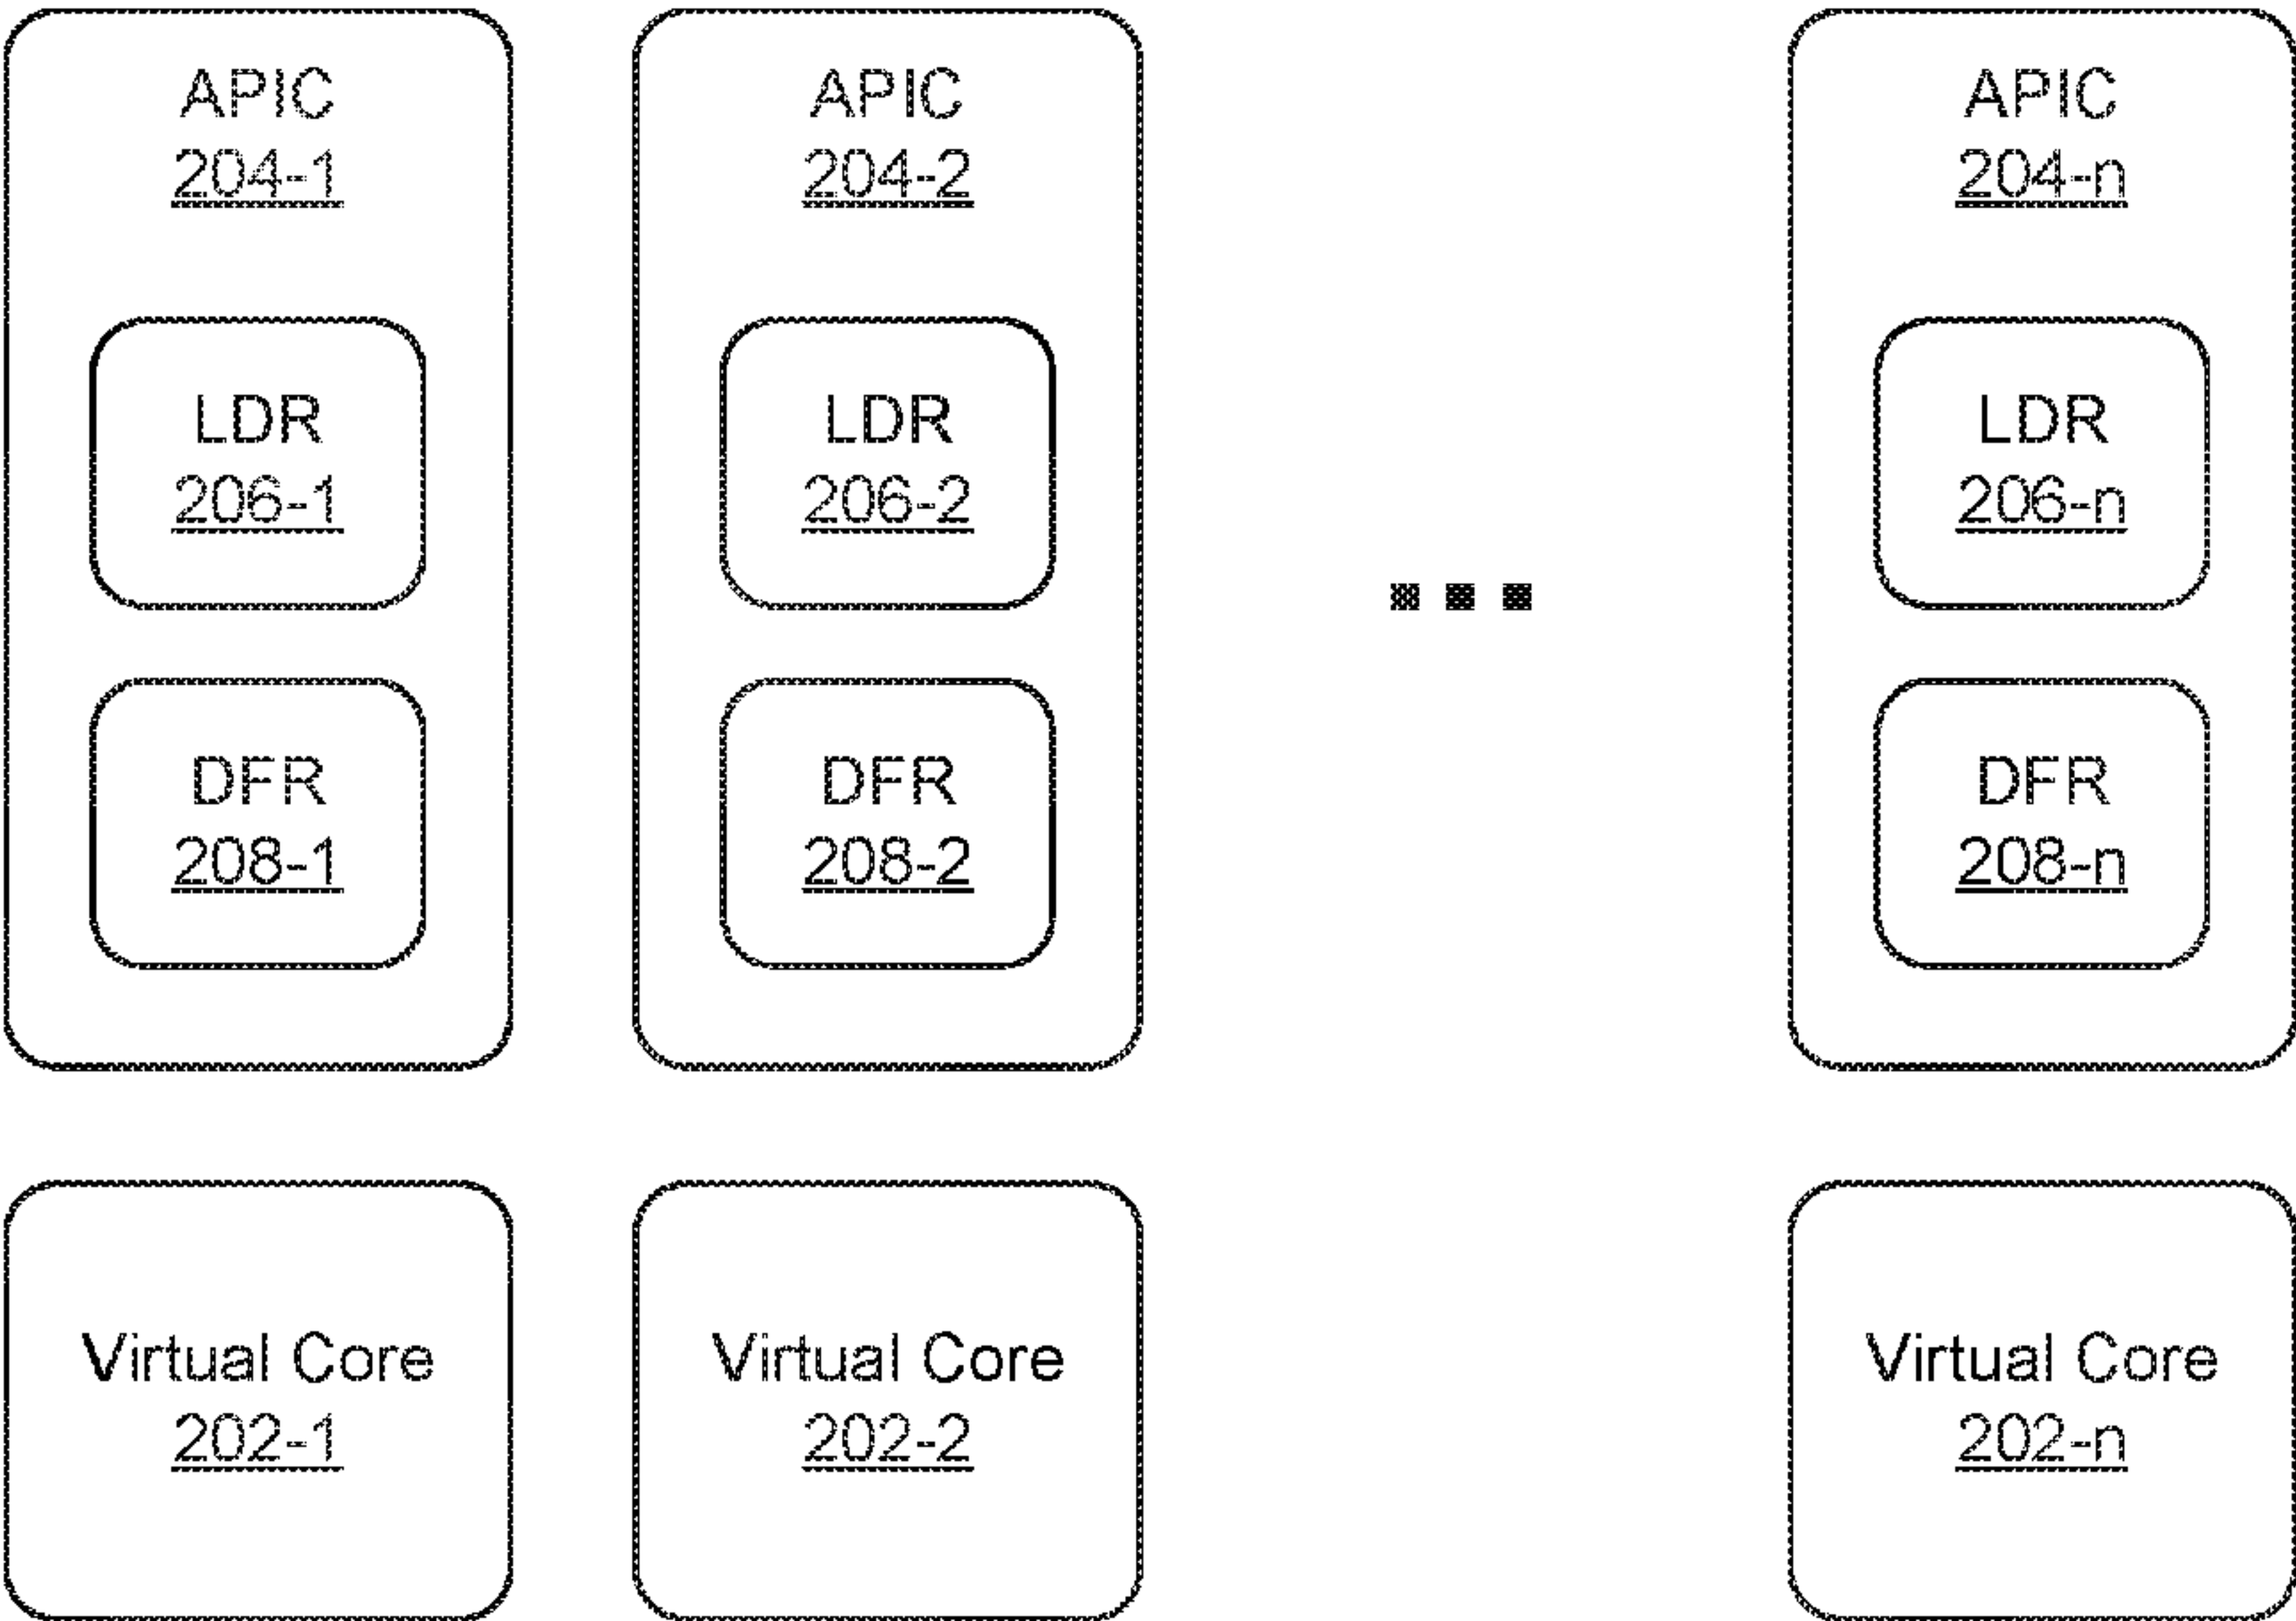 APIC
204-1
LDR
206-1
DFR
208-1
APIC
204-2
LDR
206-2
DFR
208-2
APIC
204-n
LDR
206-n
DFR
208-n
Virtual Core
202-1
Virtual Core
202-2
Virtual Core
202-n